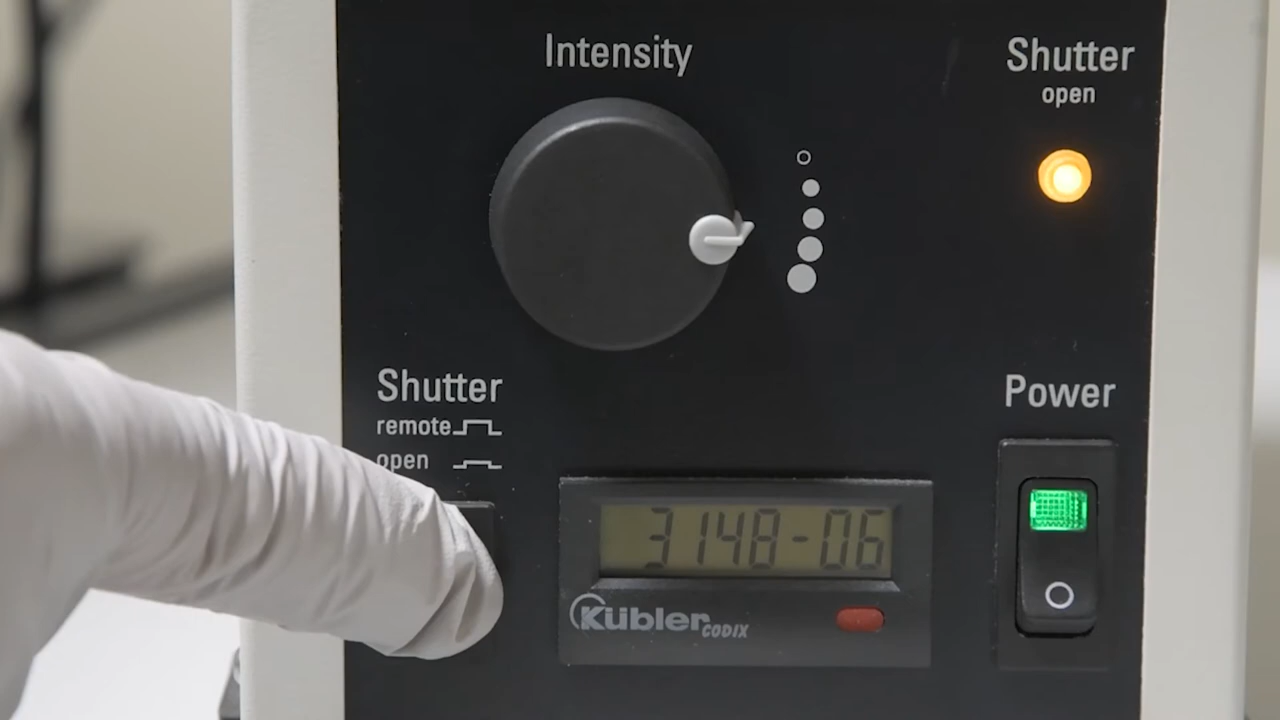 Intensity
Shutter
open
Shutter
remote
open
Power
3148-06
Kübler CODIX